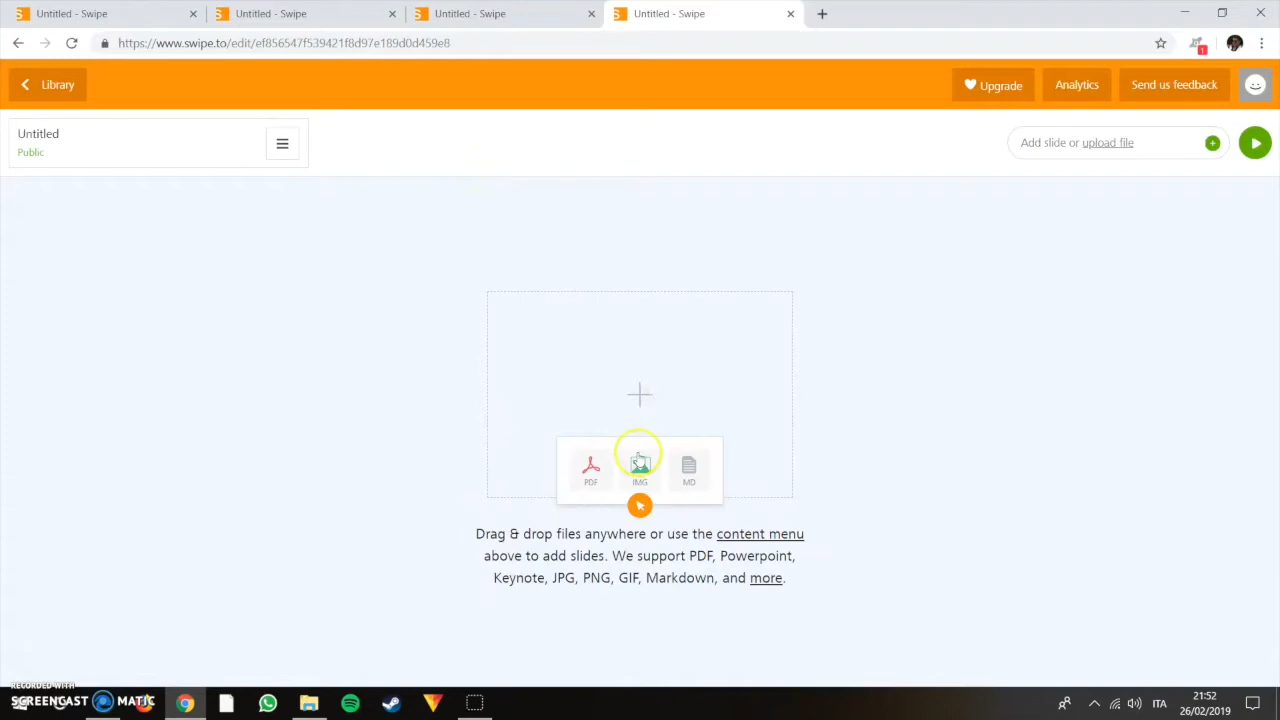 Untitled - Swipe
Untitled - Swipe
Untitled - Swipe
Untitled - Swipe
https://www.swipe.to/edit/ef856547f539421f8d97e189d0d459e8
1
Library
Upgrade
Analytics
Send us feedback
Untitled
Public
Add slide or upload file
PDF
IMG
MD
Drag & drop files anywhere or use the content menu
above to add slides. We support PDF, Powerpoint,
Keynote, JPG, PNG, GIF, Markdown, and more.
RECORDED WITH
SCREENCAST MATIC
ITA
21:52
26/02/2019